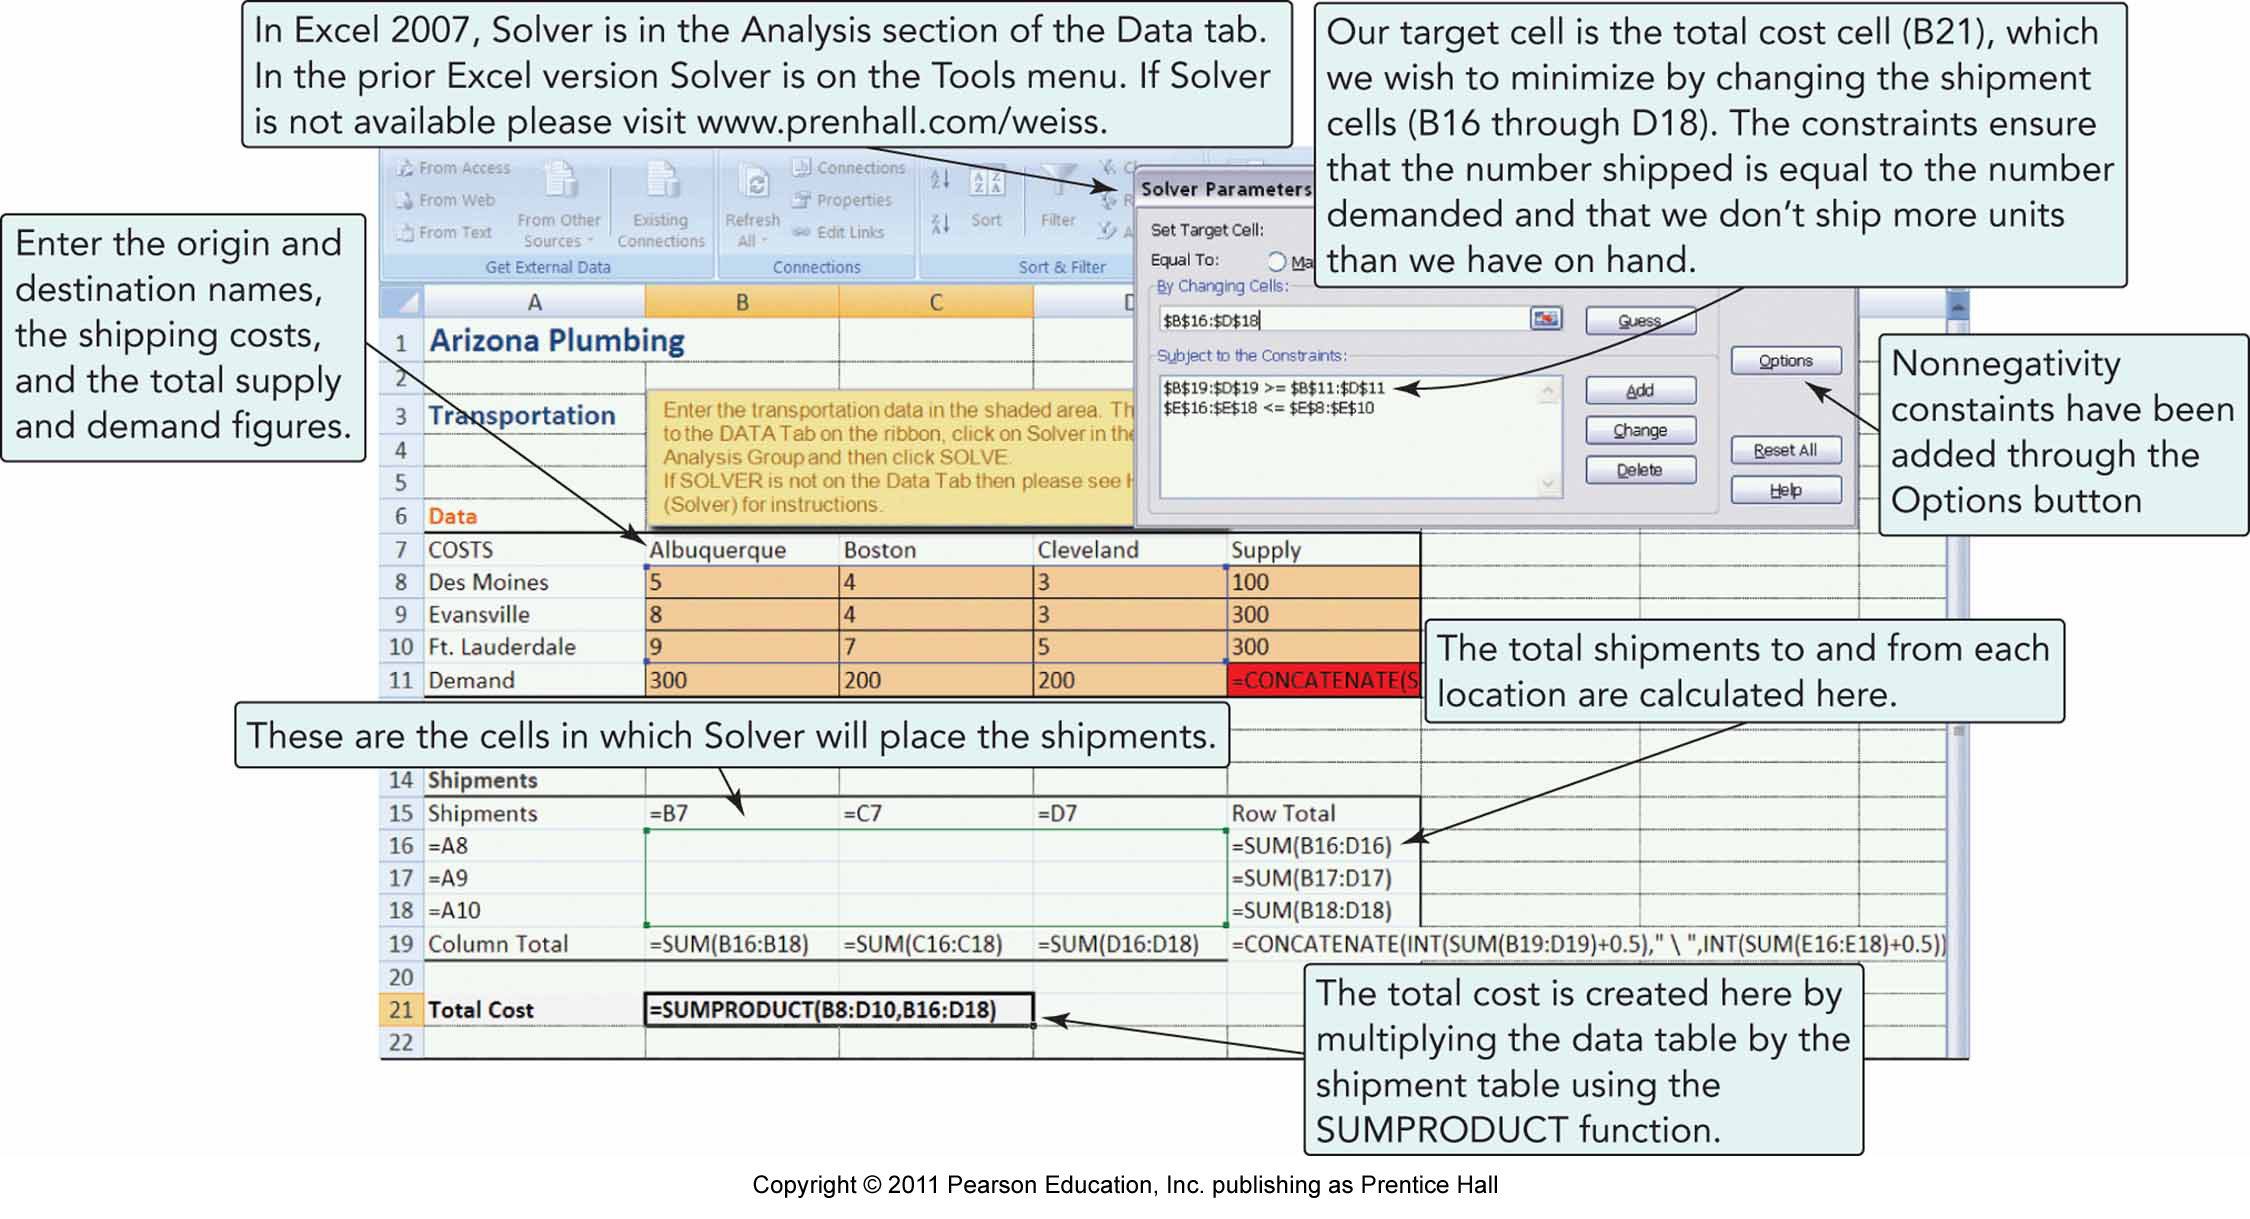 In Excel 2007, Solver is in the Analysis section of the Data tab.
In the prior Excel version Solver is on the Tools menu. If Solver
is not available please visit www.prenhall.com/weiss.
Our target cell is the total cost cell (B21), which
we wish to minimize by changing the shipment
cells (B16 through D18). The constraints ensure
that the number shipped is equal to the number
demanded and that we don't ship more units
than we have on hand.
Enter the origin and
destination names,
the shipping costs,
and the total supply
and demand figures.
From Access
From Web
From Text
From Other
Sources
Existing
Connections
Get External Data
Refresh
All
Connections
Properties
Edit Links
Connections
Sort
Filter
Sort & Filter
Solver Parameters
Set Target Cell:
Equal To: Ma
By Changing Cells:
$B$16:$D$18
Guess
Subject to the Constraints:
$B$19:$D$19 >= $B$11:$D$11
$E$16:$E$18 <= $E$8:$E$10
Add
Change
Delete
Options
Reset All
Help
Nonnegativity
constaints have been
added through the
Options button
A B C
1 Arizona Plumbing
2
3 Transportation
4
5
6 Data
Enter the transportation data in the shaded area. Th
to the DATA Tab on the ribbon, click on Solver in the
Analysis Group and then click SOLVE.
If SOLVER is not on the Data Tab then please see
(Solver) for instructions.
7 COSTS Albuquerque Boston Cleveland Supply
8 Des Moines 5 4 3 100
9 Evansville 8 4 3 300
10 Ft. Lauderdale 9 7 5 300
11 Demand 300 200 200 =CONCATENATE(S
The total shipments to and from each
location are calculated here.
These are the cells in which Solver will place the shipments.
14 Shipments
15 Shipments =B7 =C7 =D7 Row Total
16 =A8 =SUM(B16:D16)
17 =A9 =SUM(B17:D17)
18 =A10 =SUM(B18:D18)
19 Column Total =SUM(B16:B18) =SUM(C16:C18) =SUM(D16:D18) =CONCATENATE(INT(SUM(B19:D19)+0.5)," \ ",INT(SUM(E16:E18)+0.5))
20
21 Total Cost =SUMPRODUCT(B8:D10,B16:D18)
22
The total cost is created here by
multiplying the data table by the
shipment table using the
SUMPRODUCT function.
Copyright © 2011 Pearson Education, Inc. publishing as Prentice Hall